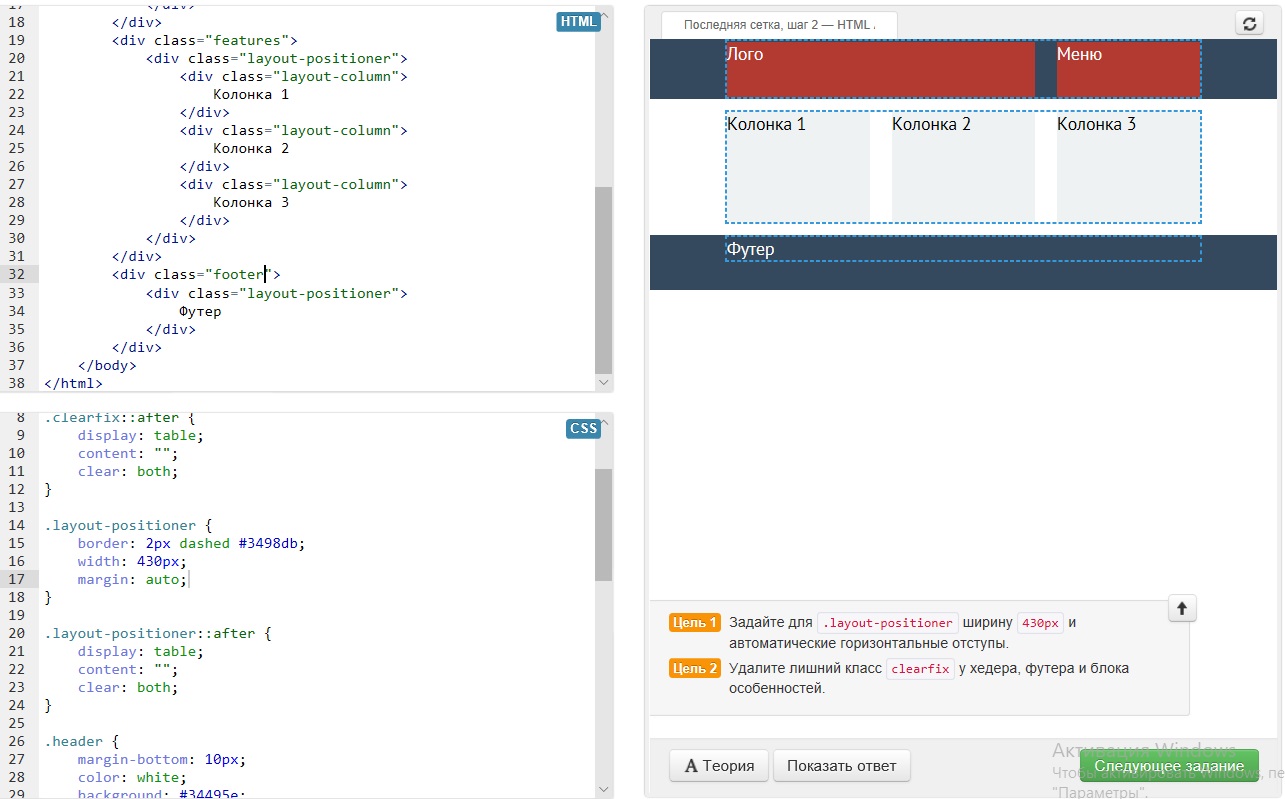 17 </div>
18 </div>
19 <div class="features">
20 <div class="layout-positioner">
21 <div class="layout-column">
22 Колонка 1
23 </div>
24 <div class="layout-column">
25 Колонка 2
26 </div>
27 <div class="layout-column">
28 Колонка 3
29 </div>
30 </div>
31 </div>
32 <div class="footer">
33 <div class="layout-positioner">
34 Футер
35 </div>
36 </div>
37 </body>
38 </html>
HTML
8 .clearfix::after {
9 display: table;
10 content: "";
11 clear: both;
12 }
13
14 .layout-positioner {
15 border: 2px dashed #3498db;
16 width: 430px;
17 margin: auto;
18 }
19
20 .layout-positioner::after {
21 display: table;
22 content: "";
23 clear: both;
24 }
25
26 .header {
27 margin-bottom: 10px;
28 color: white;
29 background: #34495e;
CSS
Последняя сетка, шаг 2 — HTML .
Лого Меню
Колонка 1 Колонка 2 Колонка 3
Футер
Цель 1 Задайте для .layout-positioner ширину 430px и
автоматические горизонтальные отступы.
Цель 2 Удалите лишний класс clearfix у хедера, футера и блока
особенностей.
A Теория Показать ответ Следующее задание
Активация Windows
Чтобы активировать Windows, пе
"Параметры".